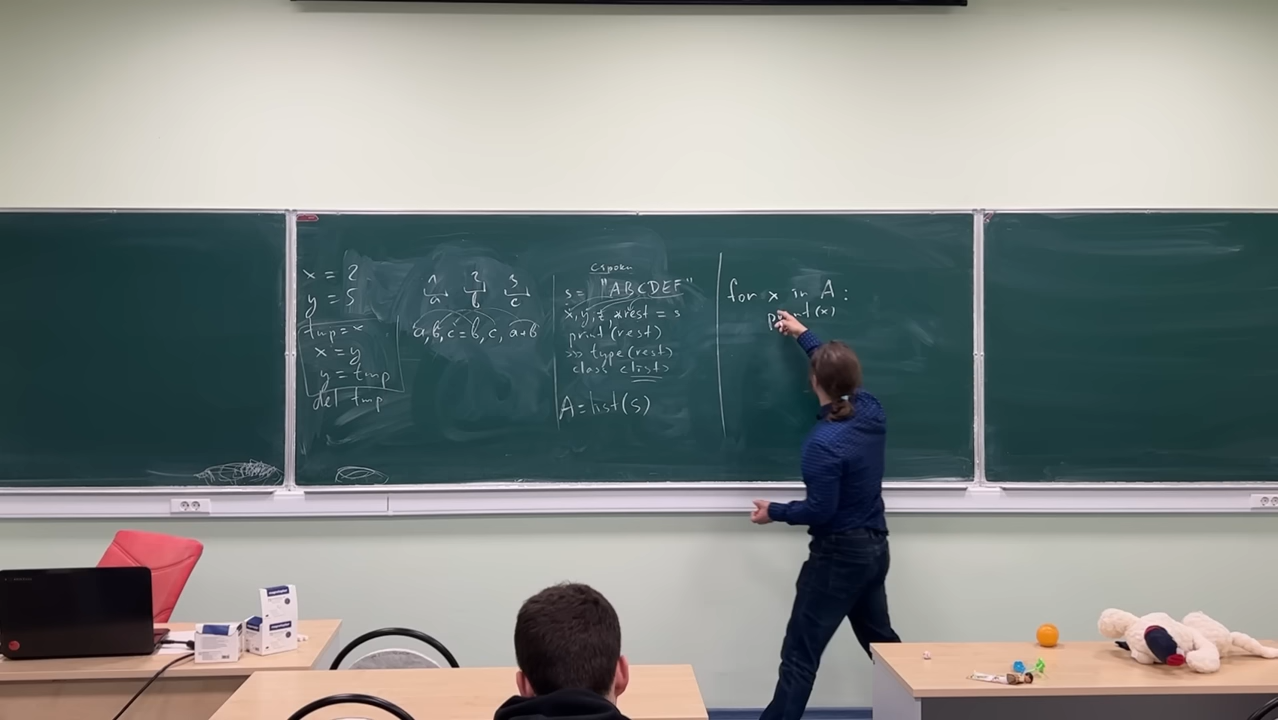 x = 2
y = 5
tmp = x
x = y
y = tmp
del tmp
1 2 3
a b c
a, b, c = b, c, a+b
строки
s = "ABCDEF"
x, y, z, *rest = s
print(rest)
>>> type(rest)
class <list>
A = list(s)
for x in A:
print(x)